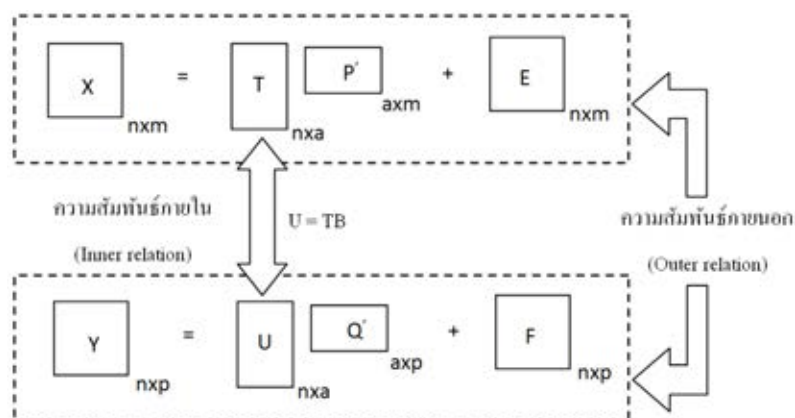 X = T P' + E
nxm nxa axm nxm
ความสัมพันธ์ภายใน
(Inner relation)
U = TB
ความสัมพันธ์ภายนอก
(Outer relation)
Y = U Q' + F
nxp nxa axp nxp